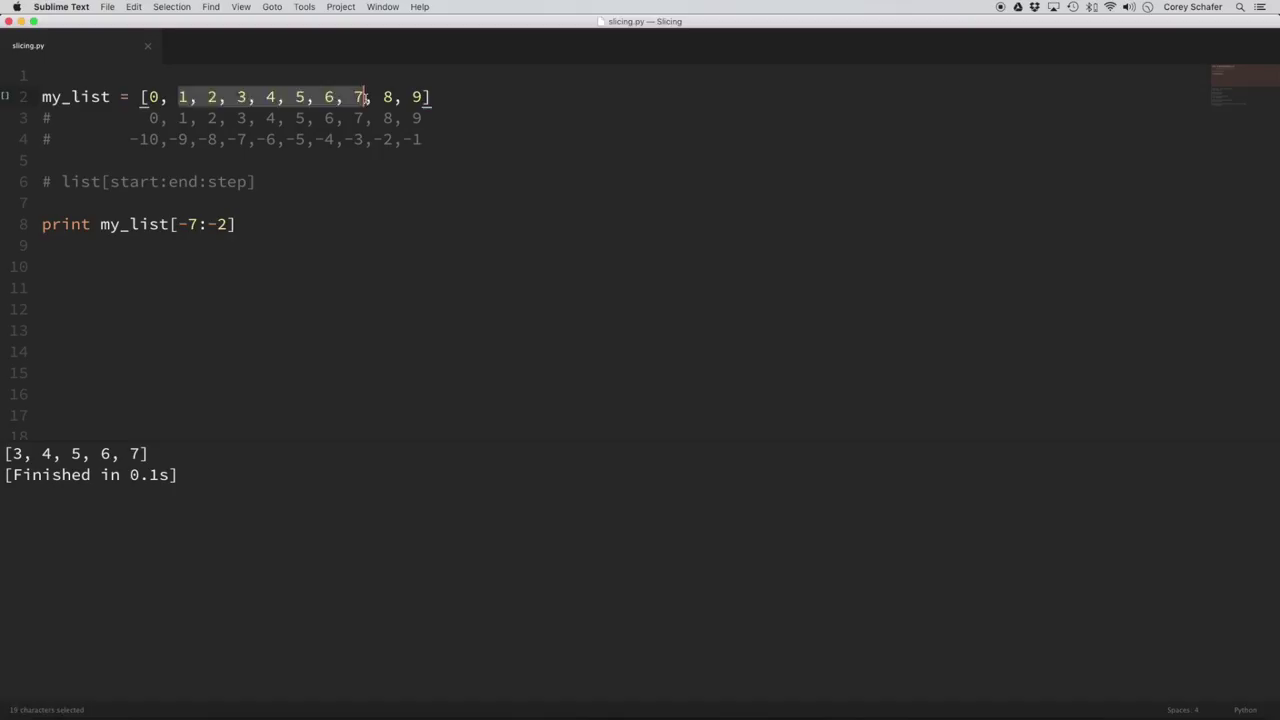 Sublime Text File Edit Selection Find View Goto Tools Project Window Help Corey Schafer
slicing.py — Slicing
slicing.py
1
2 my_list = [0, 1, 2, 3, 4, 5, 6, 7, 8, 9]
3 # 0, 1, 2, 3, 4, 5, 6, 7, 8, 9
4 # -10,-9,-8,-7,-6,-5,-4,-3,-2,-1
5
6 # list[start:end:step]
7
8 print my_list[-7:-2]
9
10
11
12
13
14
15
16
17
18
[3, 4, 5, 6, 7]
[Finished in 0.1s]
19 characters selected Spaces: 4 Python